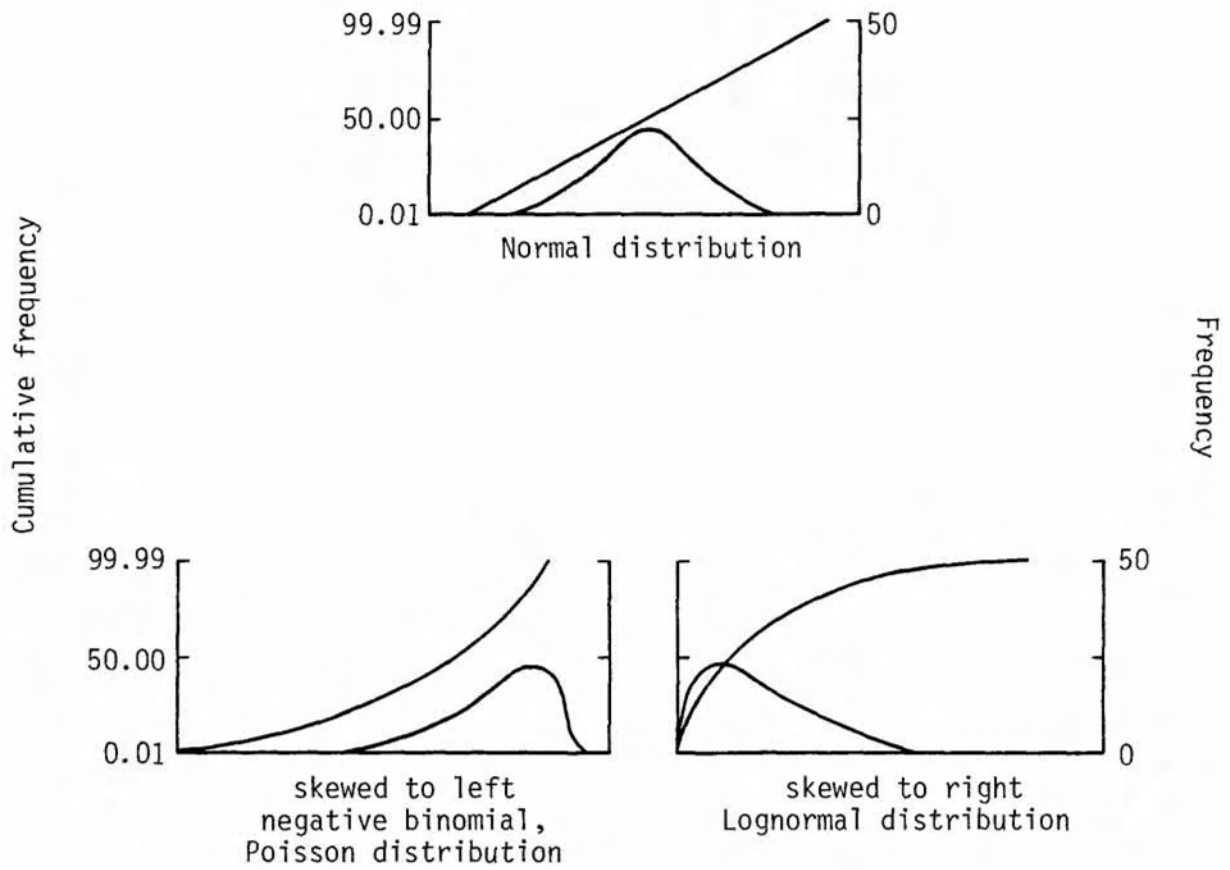 99.99
50
50.00
0.01
0
Normal distribution
Cumulative frequency
Frequency
99.99
50.00
0.01
skewed to left
negative binomial,
Poisson distribution
50
0
skewed to right
Lognormal distribution